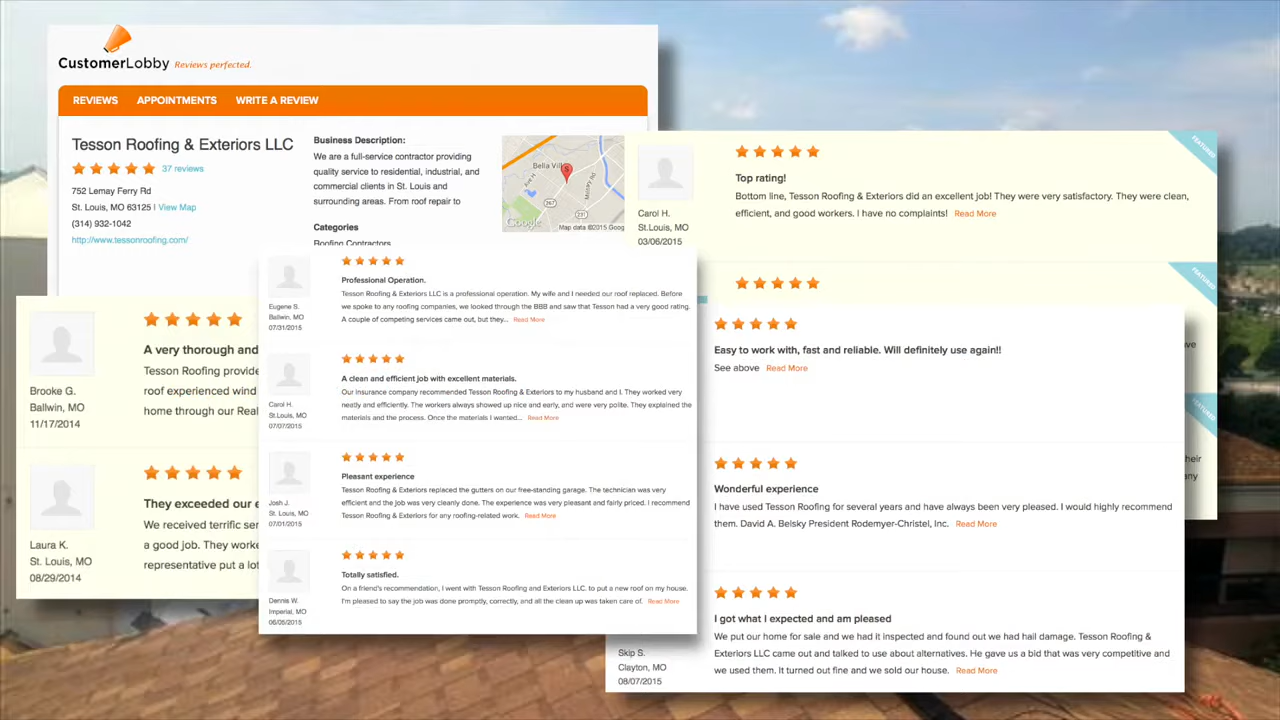 CustomerLobby Reviews perfected.
REVIEWS APPOINTMENTS WRITE A REVIEW
Tesson Roofing & Exteriors LLC
37 reviews
752 Lemay Ferry Rd
St. Louis, MO 63125 | View Map
(314) 932-1042
http://www.tessonroofing.com/
Business Description:
We are a full-service contractor providing
quality service to residential, industrial, and
commercial clients in St. Louis and
surrounding areas. From roof repair to
Categories
Roofing Contractors
Bella Vill
267
231
Google
Map data ©2015 Goog
FEATURED
Carol H.
St.Louis, MO
03/06/2015
Top rating!
Bottom line, Tesson Roofing & Exteriors did an excellent job! They were very satisfactory. They were clean,
efficient, and good workers. I have no complaints! Read More
FEATURED
FEATURED
Brooke G.
Ballwin, MO
11/17/2014
A very thorough and
Tesson Roofing provide
roof experienced wind
home through our Real
Laura K.
St. Louis, MO
08/29/2014
They exceeded our e
We received terrific ser
a good job. They worke
representative put a lot
Eugene S.
Ballwin, MO
07/31/2015
Professional Operation.
Tesson Roofing & Exteriors LLC is a professional operation. My wife and I needed our roof replaced. Before
we spoke to any roofing companies, we looked through the BBB and saw that Tesson had a very good rating.
A couple of competing services came out, but they... Read More
Carol H.
St.Louis, MO
07/07/2015
A clean and efficient job with excellent materials.
Our insurance company recommended Tesson Roofing & Exteriors to my husband and I. They worked very
neatly and efficiently. The workers always showed up nice and early, and were very polite. They explained the
materials and the process. Once the materials I wanted... Read More
Josh J.
St. Louis, MO
07/01/2015
Pleasant experience
Tesson Roofing & Exteriors replaced the gutters on our free-standing garage. The technician was very
efficient and the job was very cleanly done. The experience was very pleasant and fairly priced. I recommend
Tesson Roofing & Exteriors for any roofing-related work. Read More
Dennis W.
Imperial, MO
06/05/2015
Totally satisfied.
On a friend's recommendation, I went with Tesson Roofing and Exteriors LLC. to put a new roof on my house.
I'm pleased to say the job was done promptly, correctly, and all the clean up was taken care of. Read More
Easy to work with, fast and reliable. Will definitely use again!!
See above Read More
Wonderful experience
I have used Tesson Roofing for several years and have always been very pleased. I would highly recommend
them. David A. Belsky President Rodemyer-Christel, Inc. Read More
Skip S.
Clayton, MO
08/07/2015
I got what I expected and am pleased
We put our home for sale and we had it inspected and found out we had hail damage. Tesson Roofing &
Exteriors LLC came out and talked to use about alternatives. He gave us a bid that was very competitive and
we used them. It turned out fine and we sold our house. Read More